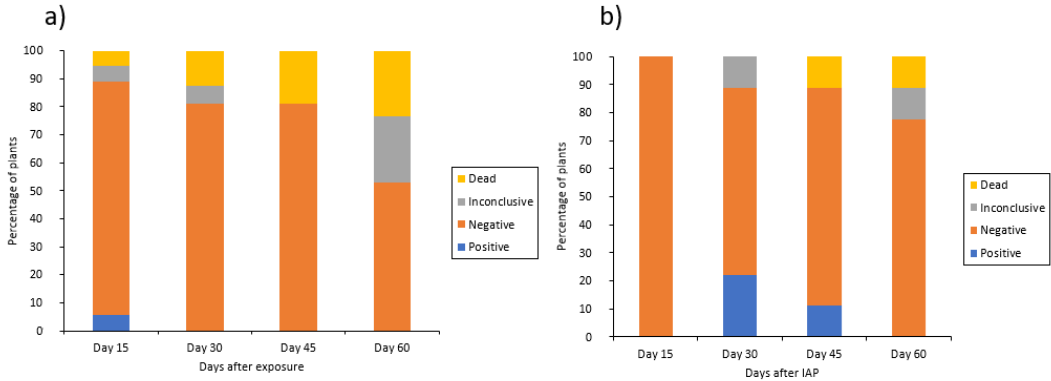 a)
100
90
80
70
60
50
40
30
20
10
0
Percentage of plants
Day 15 Day 30 Day 45 Day 60
Days after exposure
Dead
Inconclusive
Negative
Positive
b)
100
90
80
70
60
50
40
30
20
10
0
Percentage of plants
Day 15 Day 30 Day 45 Day 60
Days after IAP
Dead
Inconclusive
Negative
Positive